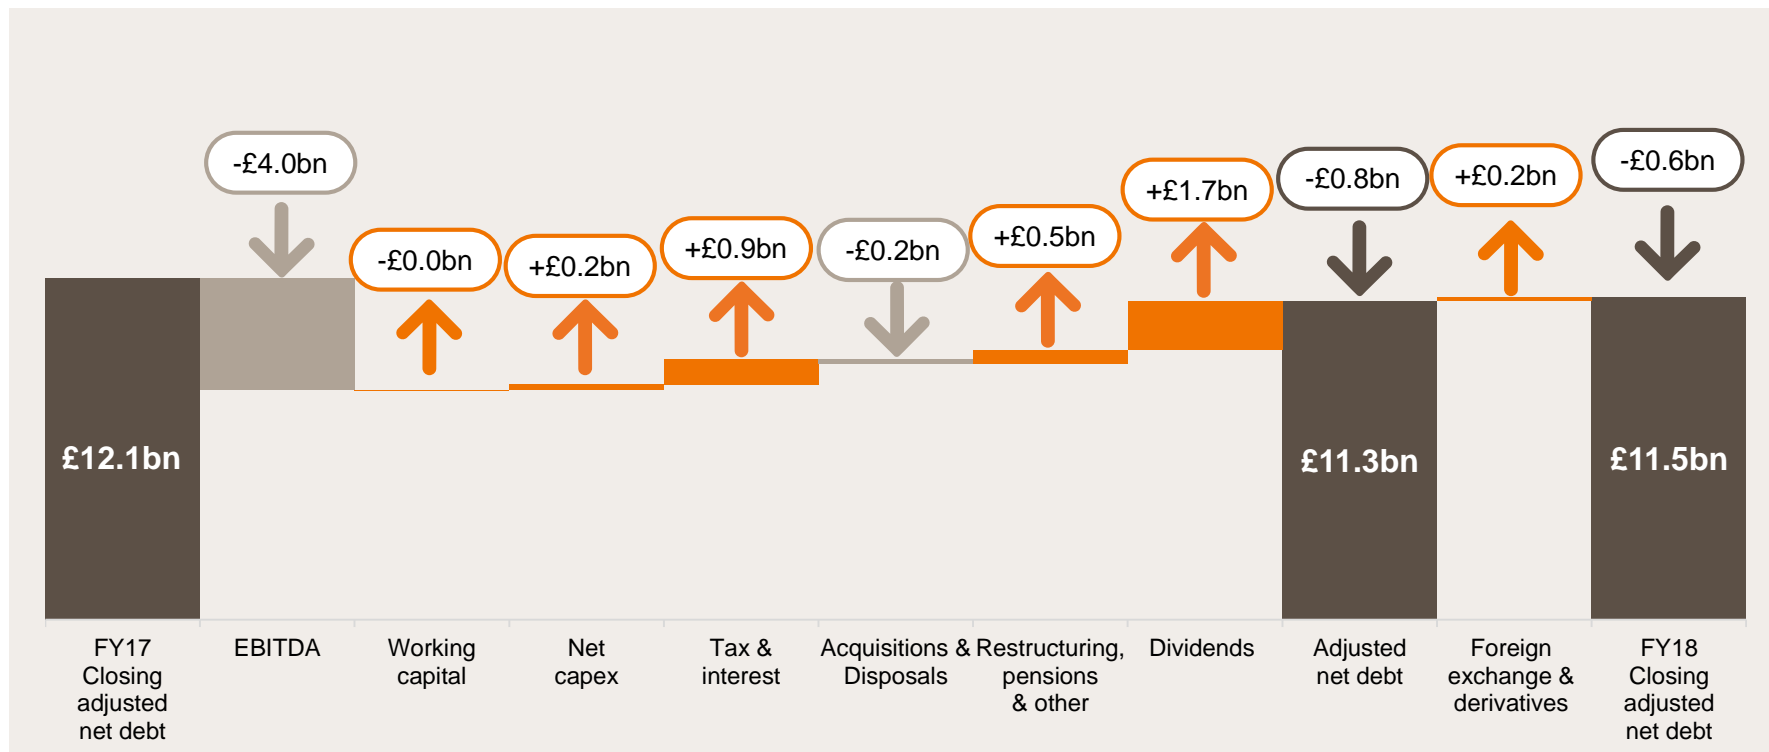 -£4.0bn
-£0.0bn
+£0.2bn
+£0.9bn
-£0.2bn
+£0.5bn
+£1.7bn
-£0.8bn
+£0.2bn
-£0.6bn
£12.1bn
£11.3bn
£11.5bn
FY17
Closing
adjusted
net debt
EBITDA
Working
capital
Net
capex
Tax &
interest
Acquisitions &
Disposals
Restructuring,
pensions
& other
Dividends
Adjusted
net debt
Foreign
exchange &
derivatives
FY18
Closing
adjusted
net debt